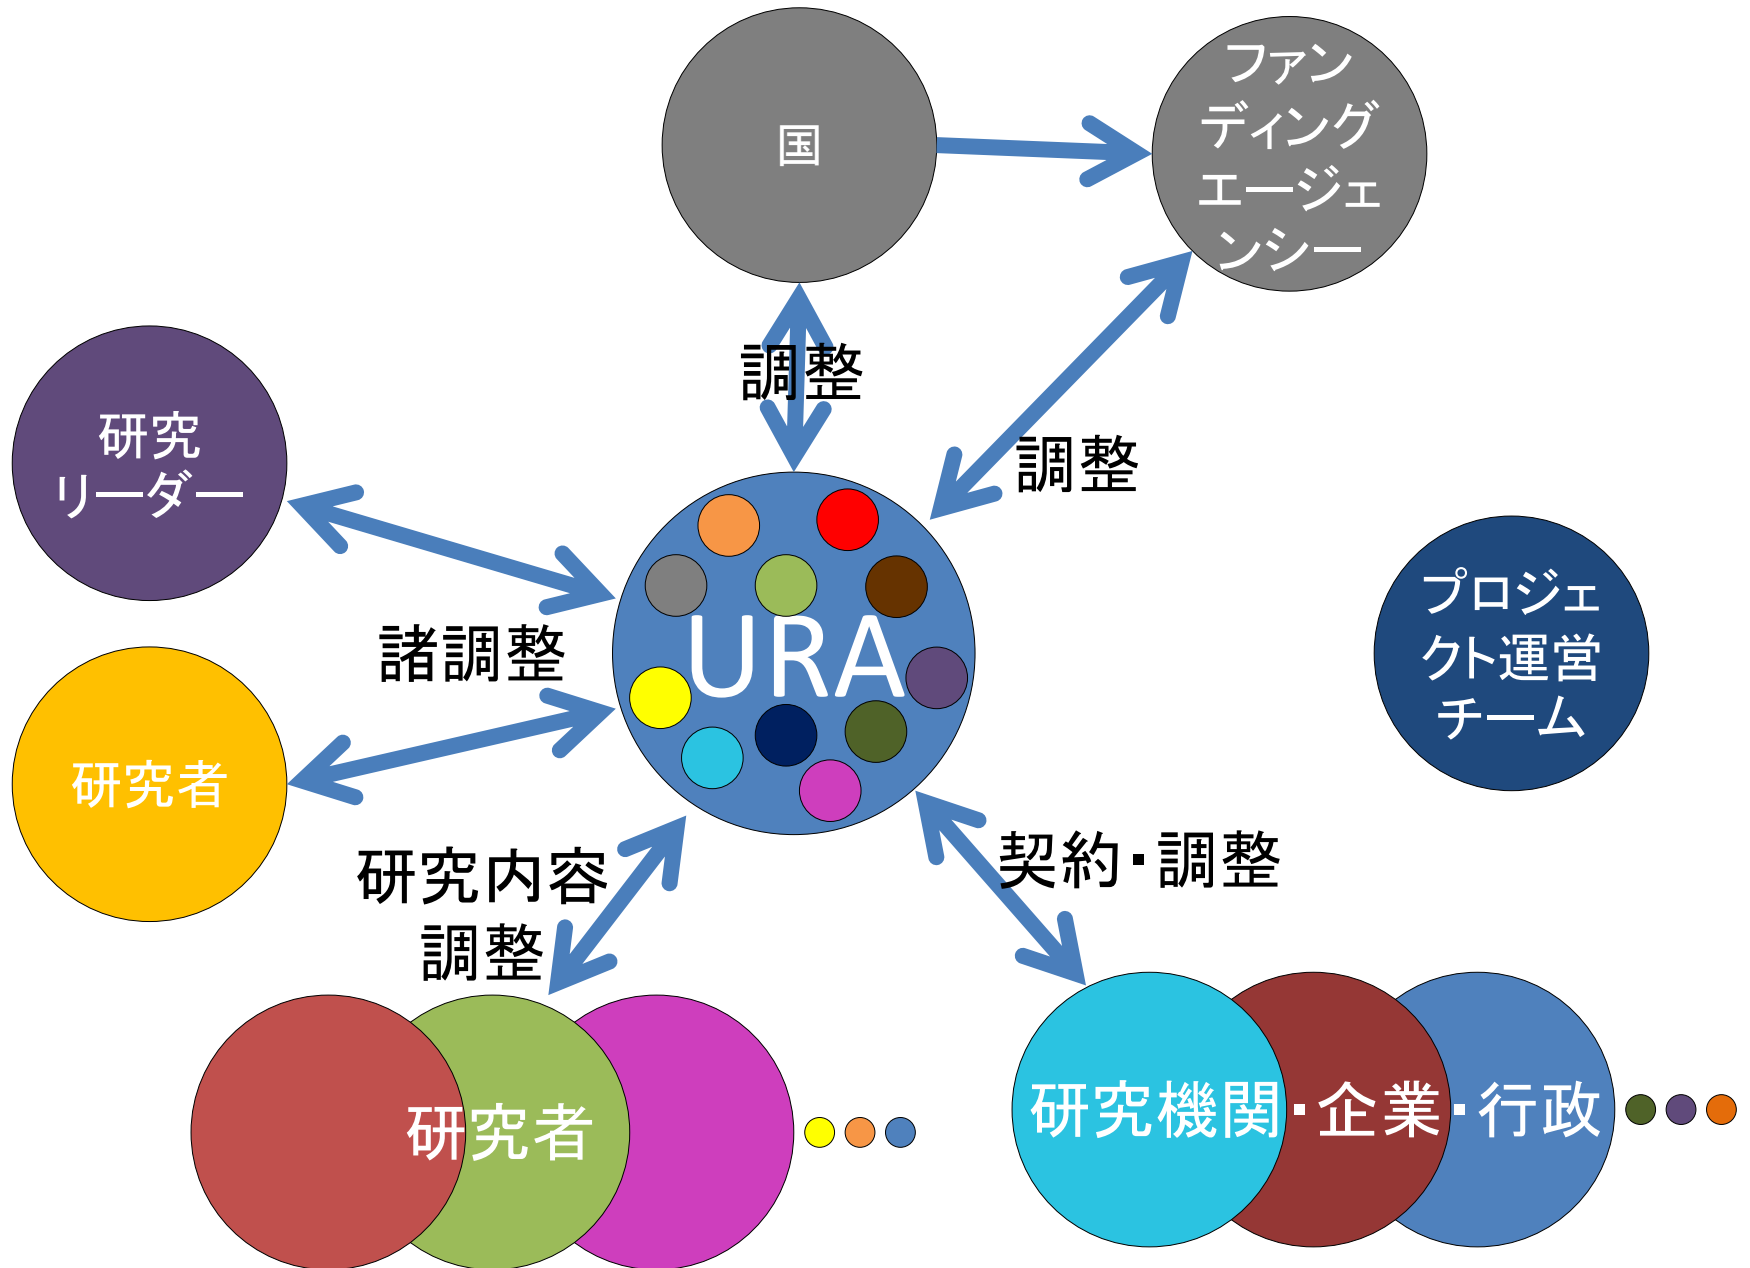 国
ファン
ディング
エージェ
ンシー
調整
研究
リーダー
調整
プロジェ
クト運営
チーム
URA
諸調整
研究者
研究内容
調整
契約・調整
研究者
研究機関・企業・行政